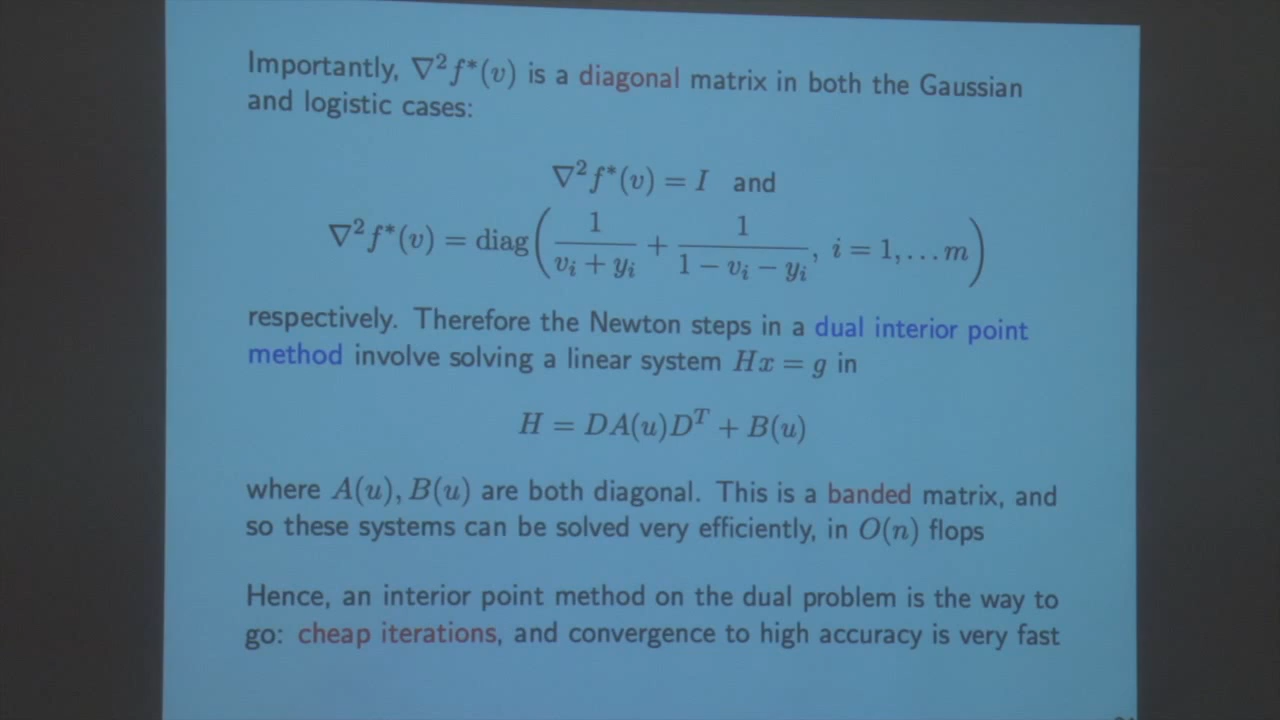 Importantly, ∇²f*(v) is a diagonal matrix in both the Gaussian
and logistic cases:
∇²f*(v) = I and
∇²f*(v) = diag(1/(vᵢ + yᵢ) + 1/(1 − vᵢ − yᵢ), i = 1, . . . m)
respectively. Therefore the Newton steps in a dual interior point
method involve solving a linear system Hx = g in
H = DA(u)Dᵀ + B(u)
where A(u), B(u) are both diagonal. This is a banded matrix, and
so these systems can be solved very efficiently, in O(n) flops
Hence, an interior point method on the dual problem is the way to
go: cheap iterations, and convergence to high accuracy is very fast